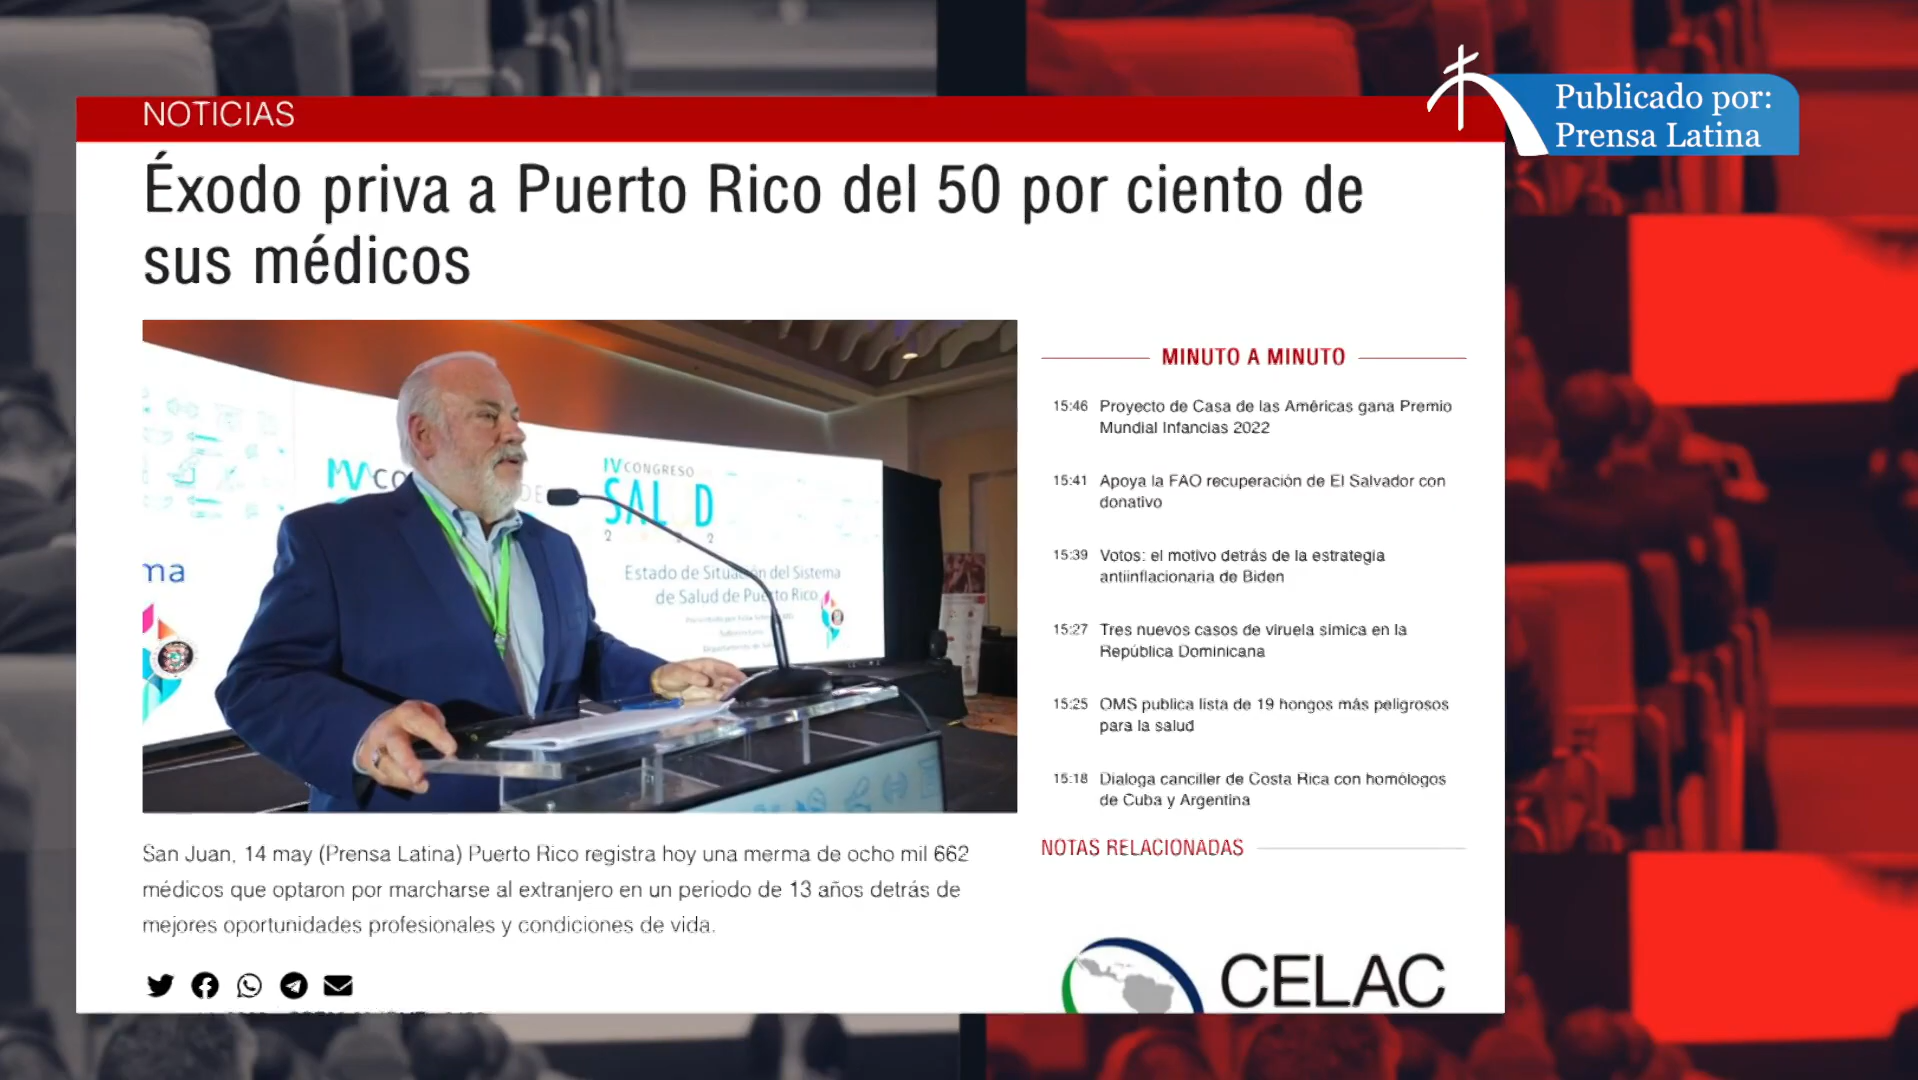 Publicado por:
Prensa Latina
NOTICIAS
Éxodo priva a Puerto Rico del 50 por ciento de
sus médicos
IV CONGRESO
SALUD
Estado de Situación del Sistema
de Salud de Puerto Rico
ma
San Juan, 14 may (Prensa Latina) Puerto Rico registra hoy una merma de ocho mil 662
médicos que optaron por marcharse al extranjero en un periodo de 13 años detrás de
mejores oportunidades profesionales y condiciones de vida.
MINUTO A MINUTO
15:46 Proyecto de Casa de las Américas gana Premio
Mundial Infancias 2022
15:41 Apoya la FAO recuperación de El Salvador con
donativo
15:39 Votos: el motivo detrás de la estrategia
antiinflacionaria de Biden
15:27 Tres nuevos casos de viruela símica en la
República Dominicana
15:25 OMS publica lista de 19 hongos más peligrosos
para la salud
15:18 Dialoga canciller de Costa Rica con homólogos
de Cuba y Argentina
NOTAS RELACIONADAS
CELAC